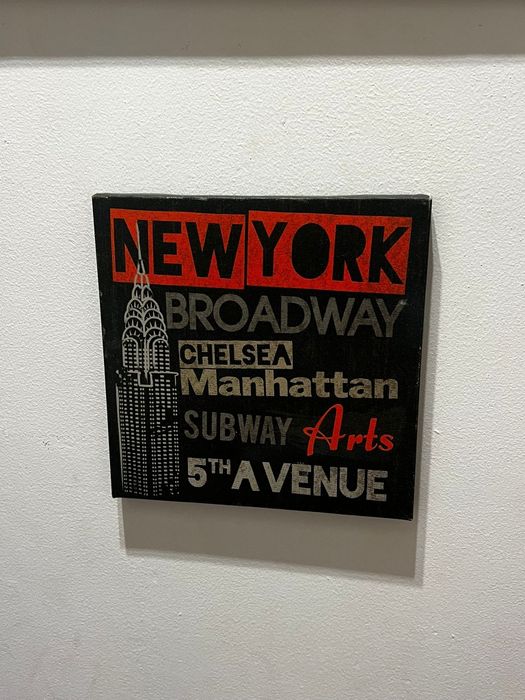 NEW YORK
BROADWAY
CHELSEA
Manhattan
SUBWAY Arts
5TH AVENUE